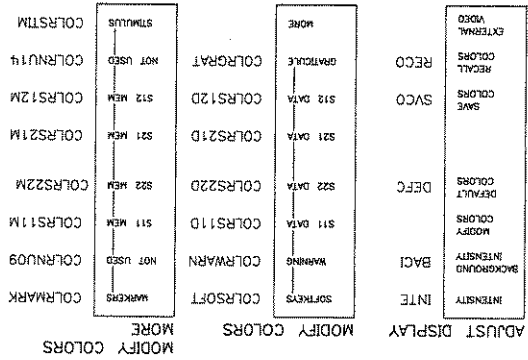 ADJUST DISPLAY
INTENSITY INTE
BACKGROUND
INTENSITY BACI
MODIFY
COLORS
DEFAULT
COLORS DEFC
SAVE
COLORS SVCO
RECALL
COLORS RECO
EXTERNAL
VIDEO
MODIFY COLORS
SOFTKEYS COLRSOFT
WARNING COLRWARN
S11 DATA COLRS11D
S22 DATA COLRS22D
S21 DATA COLRS21D
S12 DATA COLRS12D
GRATICULE COLRGRAT
MORE
MODIFY COLORS
MORE
MARKERS COLRMARK
NOT USED COLRNU09
S11 MEM COLRS11M
S22 MEM COLRS22M
S21 MEM COLRS21M
S12 MEM COLRS12M
NOT USED COLRNU14
STIMULUS COLRSTIM